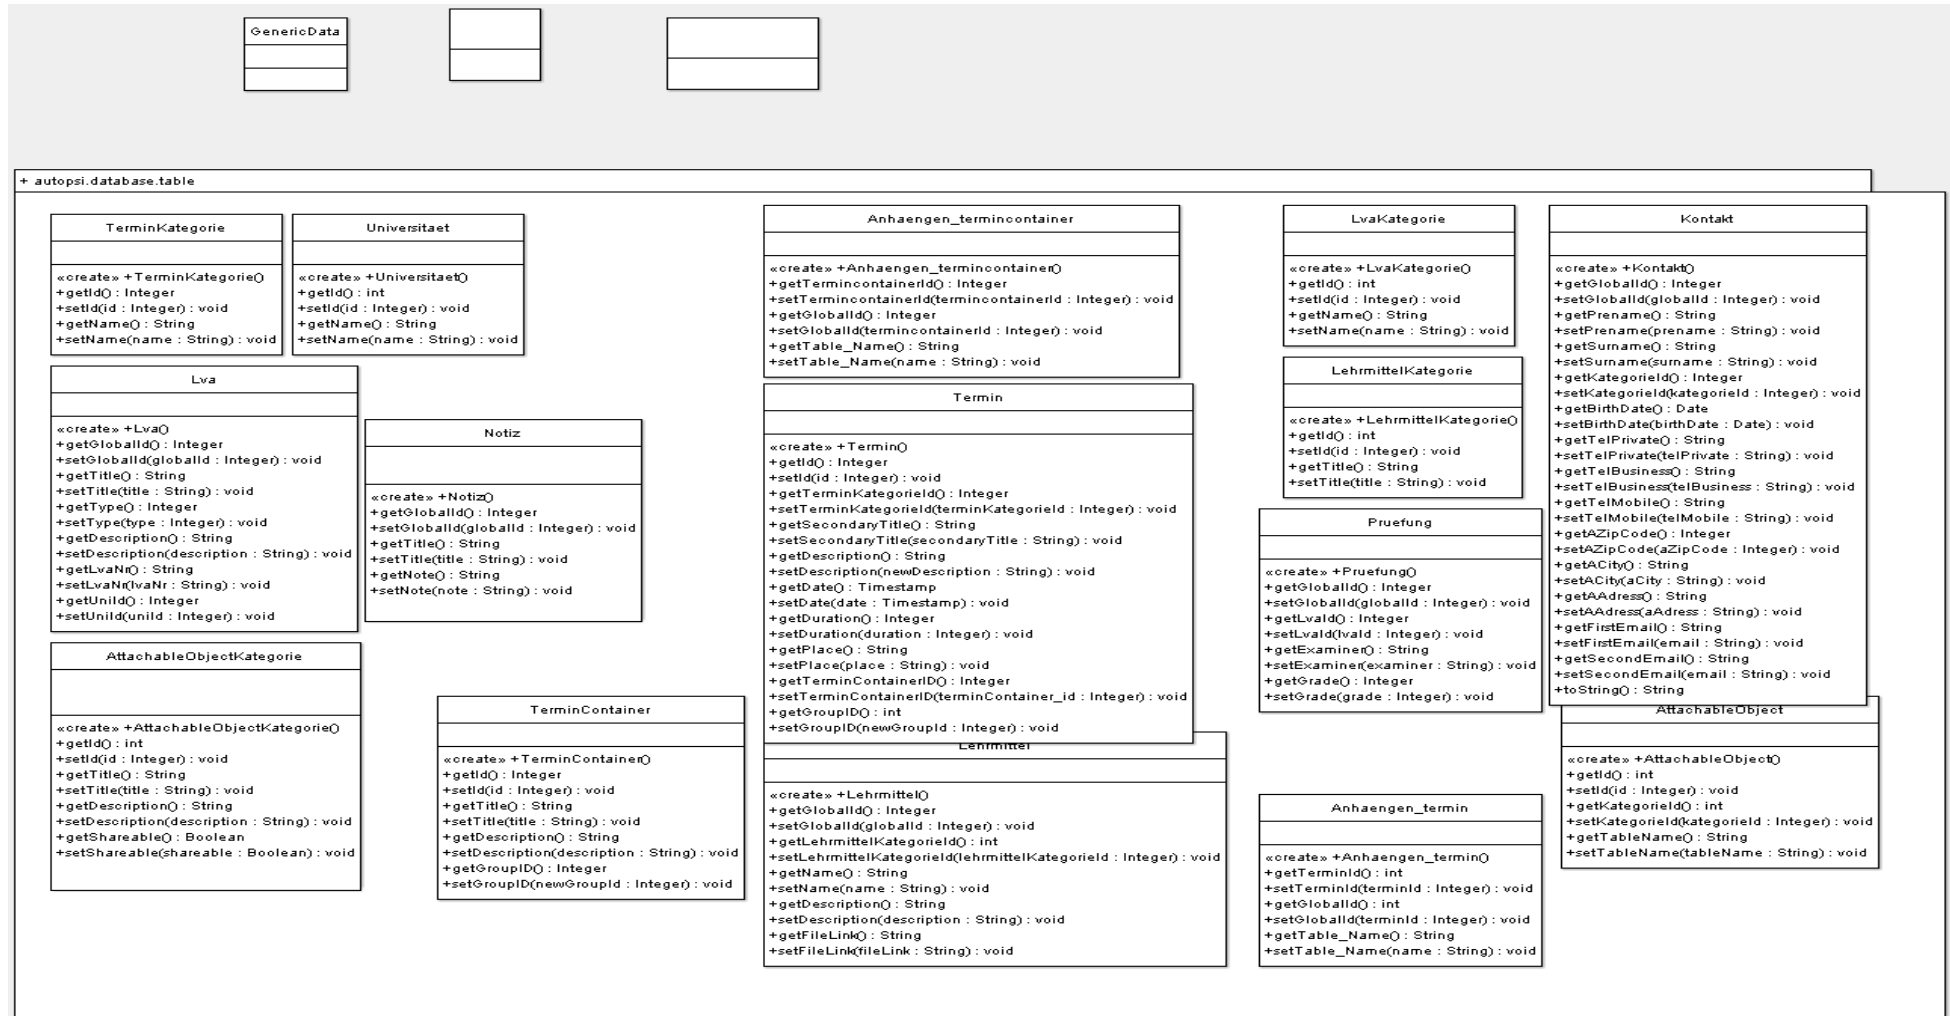 GenericData
+ autopsi.database.table
TerminKategorie
«create» +TerminKategorie()
+getId() : Integer
+setId(id : Integer) : void
+getName() : String
+setName(name : String) : void
Universitaet
«create» +Universitaet()
+getId() : int
+setId(id : Integer) : void
+getName() : String
+setName(name : String) : void
Lva
«create» +Lva()
+getGlobalId() : Integer
+setGlobalId(globalId : Integer) : void
+getTitle() : String
+setTitle(title : String) : void
+getType() : Integer
+setType(type : Integer) : void
+getDescription() : String
+setDescription(description : String) : void
+getLvaNr() : String
+setLvaNr(lvaNr : String) : void
+getUniId() : Integer
+setUniId(uniId : Integer) : void
Notiz
«create» +Notiz()
+getGlobalId() : Integer
+setGlobalId(globalId : Integer) : void
+getTitle() : String
+setTitle(title : String) : void
+getNote() : String
+setNote(note : String) : void
AttachableObjectKategorie
«create» +AttachableObjectKategorie()
+getId() : int
+setId(id : Integer) : void
+getTitle() : String
+setTitle(title : String) : void
+getDescription() : String
+setDescription(description : String) : void
+getShareable() : Boolean
+setShareable(shareable : Boolean) : void
TerminContainer
«create» +TerminContainer()
+getId() : Integer
+setId(id : Integer) : void
+getTitle() : String
+setTitle(title : String) : void
+getDescription() : String
+setDescription(description : String) : void
+getGroupID() : Integer
+setGroupID(newGroupId : Integer) : void
Anhaengen_termincontainer
«create» +Anhaengen_termincontainer()
+getTermincontainerId() : Integer
+setTermincontainerId(termincontainerId : Integer) : void
+getGlobalId() : Integer
+setGlobalId(termincontainerId : Integer) : void
+getTable_Name() : String
+setTable_Name(name : String) : void
Termin
«create» +Termin()
+getId() : Integer
+setId(id : Integer) : void
+getTerminKategorieId() : Integer
+setTerminKategorieId(terminKategorieId : Integer) : void
+getSecondaryTitle() : String
+setSecondaryTitle(secondaryTitle : String) : void
+getDescription() : String
+setDescription(newDescription : String) : void
+getDate() : Timestamp
+setDate(date : Timestamp) : void
+getDuration() : Integer
+setDuration(duration : Integer) : void
+getPlace() : String
+setPlace(place : String) : void
+getTerminContainerID() : Integer
+setTerminContainerID(terminContainer_id : Integer) : void
+getGroupID() : int
+setGroupID(newGroupId : Integer) : void
Lehrmittel
«create» +Lehrmittel()
+getGlobalId() : Integer
+setGlobalId(globalId : Integer) : void
+getLehrmittelKategorieId() : int
+setLehrmittelKategorieId(lehrmittelKategorieId : Integer) : void
+getName() : String
+setName(name : String) : void
+getDescription() : String
+setDescription(description : String) : void
+getFileLink() : String
+setFileLink(fileLink : String) : void
LvaKategorie
«create» +LvaKategorie()
+getId() : int
+setId(id : Integer) : void
+getName() : String
+setName(name : String) : void
LehrmittelKategorie
«create» +LehrmittelKategorie()
+getId() : int
+setId(id : Integer) : void
+getTitle() : String
+setTitle(title : String) : void
Pruefung
«create» +Pruefung()
+getGlobalId() : Integer
+setGlobalId(globalId : Integer) : void
+getLvaId() : Integer
+setLvaId(lvaId : Integer) : void
+getExaminer() : String
+setExaminer(examiner : String) : void
+getGrade() : Integer
+setGrade(grade : Integer) : void
Anhaengen_termin
«create» +Anhaengen_termin()
+getTerminId() : int
+setTerminId(terminId : Integer) : void
+getGlobalId() : int
+setGlobalId(terminId : Integer) : void
+getTable_Name() : String
+setTable_Name(name : String) : void
Kontakt
«create» +Kontakt()
+getGlobalId() : Integer
+setGlobalId(globalId : Integer) : void
+getPrename() : String
+setPrename(prename : String) : void
+getSurname() : String
+setSurname(surname : String) : void
+getKategorieId() : Integer
+setKategorieId(kategorieId : Integer) : void
+getBirthDate() : Date
+setBirthDate(birthDate : Date) : void
+getTelPrivate() : String
+setTelPrivate(telPrivate : String) : void
+getTelBusiness() : String
+setTelBusiness(telBusiness : String) : void
+getTelMobile() : String
+setTelMobile(telMobile : String) : void
+getAZipCode() : Integer
+setAZipCode(aZipCode : Integer) : void
+getACity() : String
+setACity(aCity : String) : void
+getAAdress() : String
+setAAdress(aAdress : String) : void
+getFirstEmail() : String
+setFirstEmail(email : String) : void
+getSecondEmail() : String
+setSecondEmail(email : String) : void
+toString() : String
AttachableObject
«create» +AttachableObject()
+getId() : int
+setId(id : Integer) : void
+getKategorieId() : int
+setKategorieId(kategorieId : Integer) : void
+getTableName() : String
+setTableName(tableName : String) : void